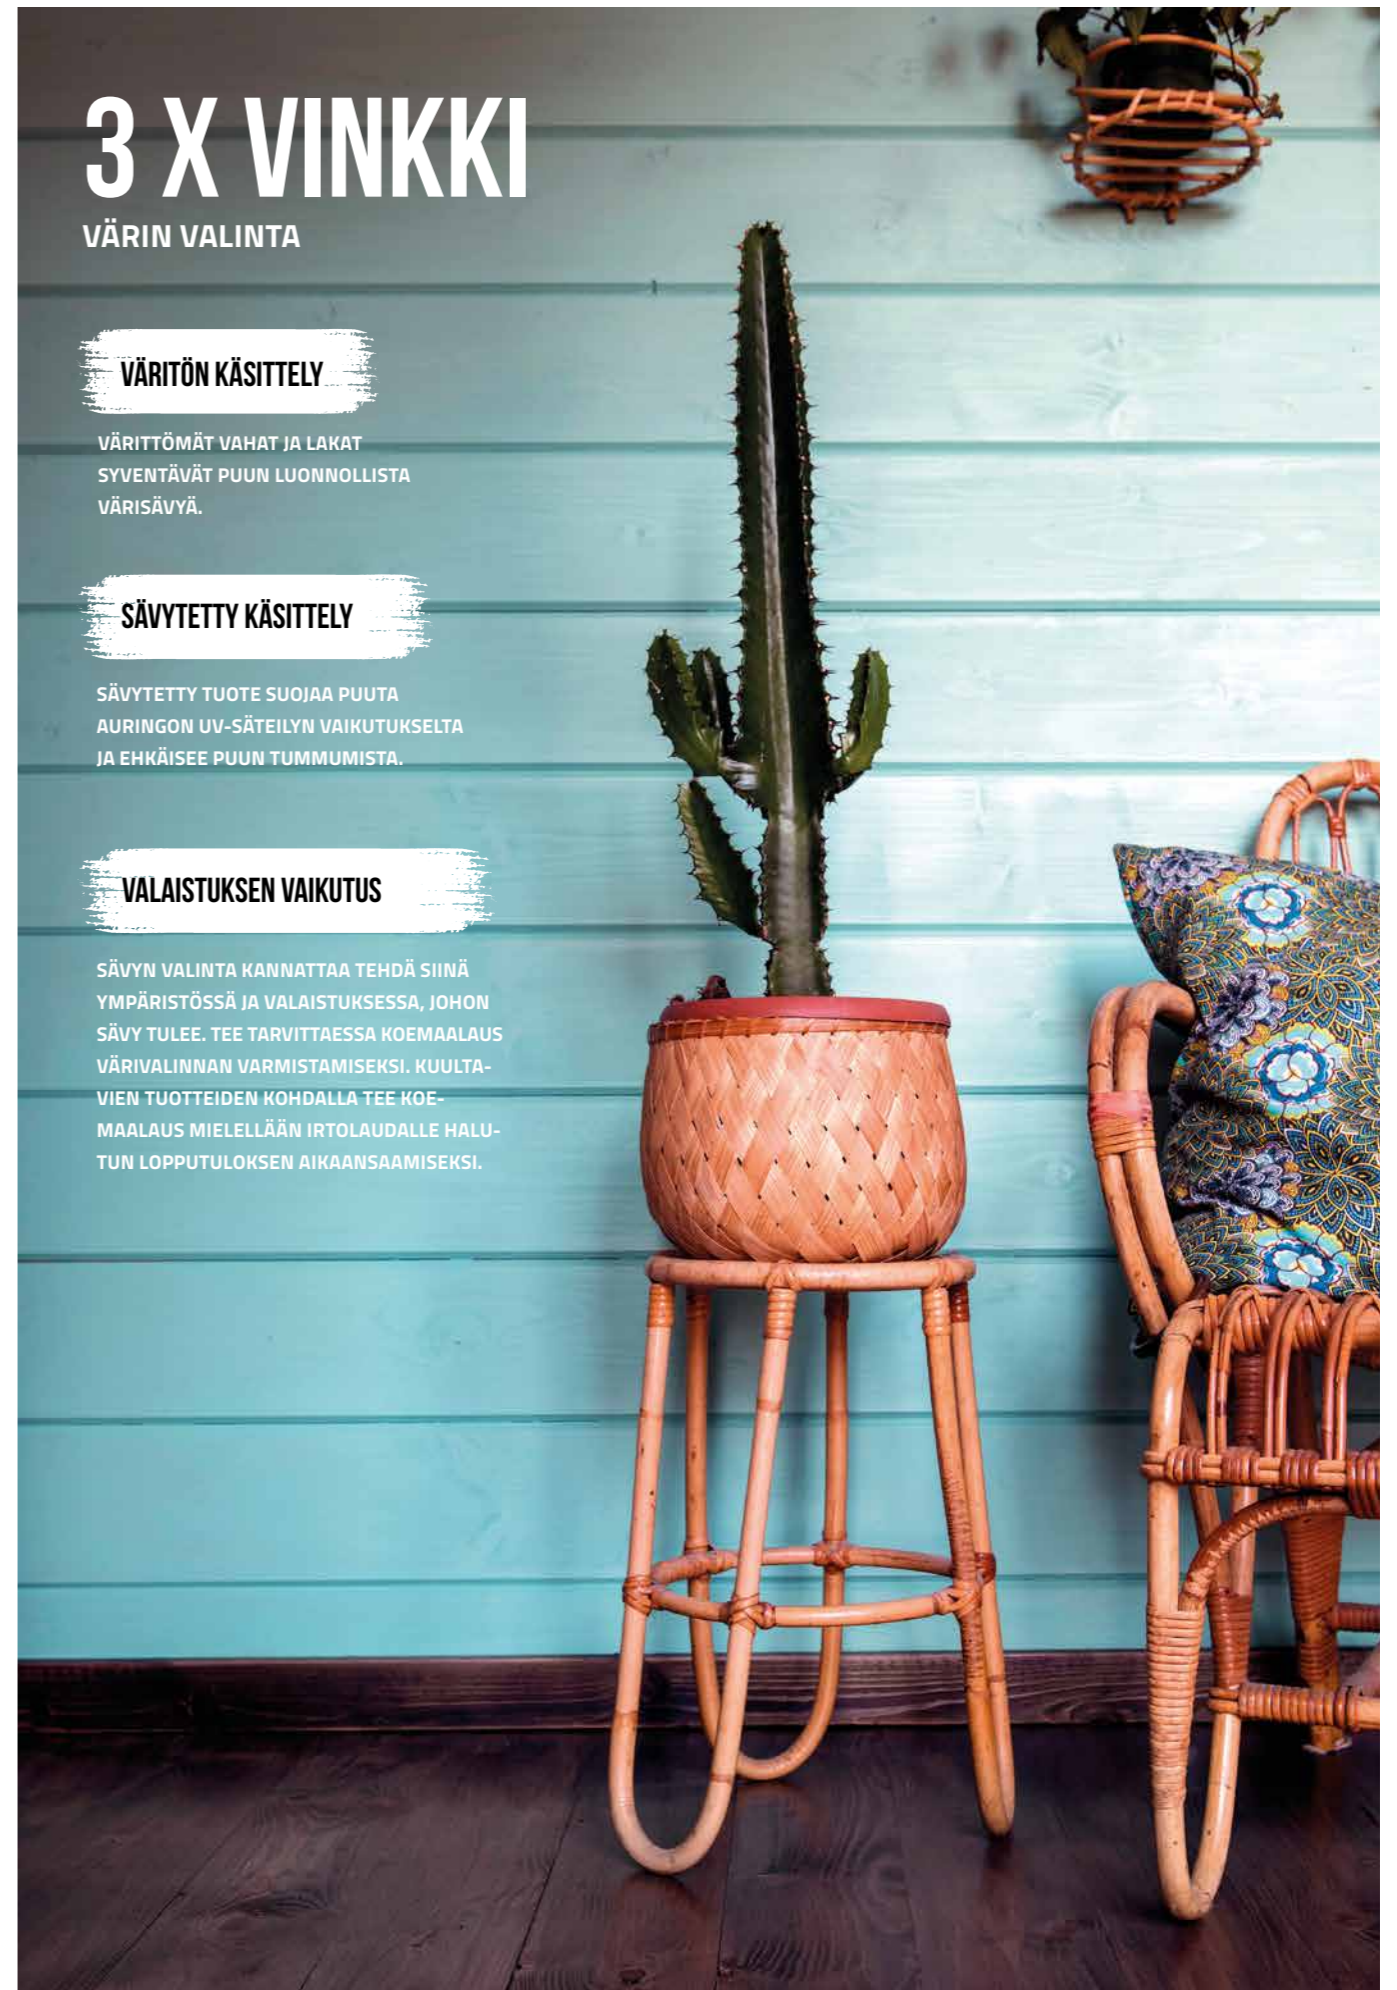 3 X VINKKI
VÄRIN VALINTA
VÄRITÖN KÄSITTELY
VÄRITTÖMÄT VAHAT JA LAKAT
SYVENTÄVÄT PUUN LUONNOLLISTA
VÄRISÄVYÄ.
SÄVYTETTY KÄSITTELY
SÄVYTETTY TUOTE SUOJAA PUUTA
AURINGON UV-SÄTEILYN VAIKUTUKSELTA
JA EHKÄISEE PUUN TUMMUMISTA.
VALAISTUKSEN VAIKUTUS
SÄVYN VALINTA KANNATTAA TEHDÄ SIINÄ
YMPÄRISTÖSSÄ JA VALAISTUKSESSA, JOHON
SÄVY TULEE. TEE TARVITTAESSA KOEMAALAUS
VÄRIVALINNAN VARMISTAMISEKSI. KUULTA-
VIEN TUOTTEIDEN KOHDALLA TEE KOE-
MAALAUS MIELELLÄÄN IRTOLAUDALLE HALU-
TUN LOPPUTULOKSEN AIKAANSAAMISEKSI.